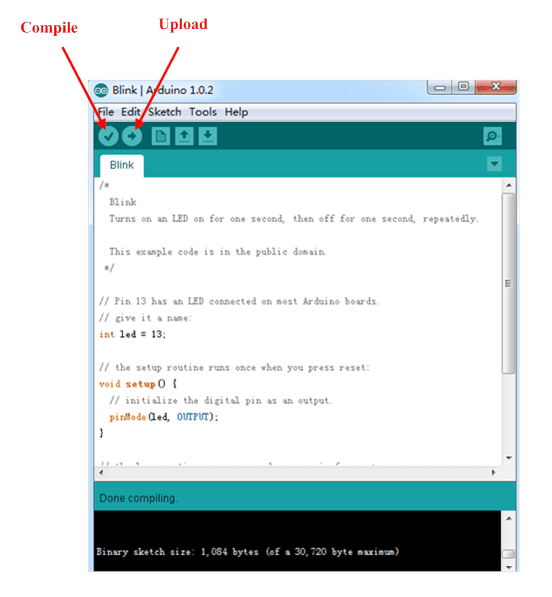 Compile
Upload
Blink | Arduino 1.0.2
File Edit Sketch Tools Help
Blink
/*
Blink
Turns on an LED on for one second, then off for one second, repeatedly.
This example code is in the public domain.
*/
// Pin 13 has an LED connected on most Arduino boards.
// give it a name:
int led = 13;
// the setup routine runs once when you press reset:
void setup() {
// initialize the digital pin as an output.
pinMode(led, OUTPUT);
}
Done compiling.
Binary sketch size: 1,084 bytes (of a 30,720 byte maximum)